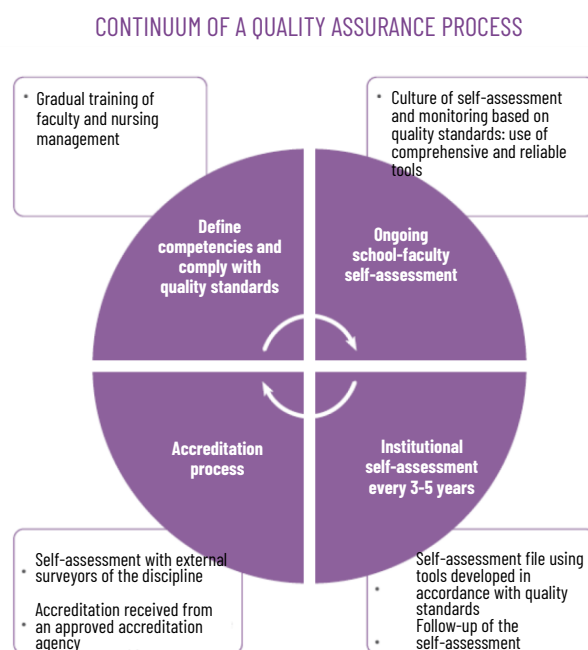 CONTINUUM OF A QUALITY ASSURANCE PROCESS
• Gradual training of
faculty and nursing
management
• Culture of self-assessment
and monitoring based on
quality standards: use of
comprehensive and reliable
tools
Define
competencies and
comply with
quality standards
Ongoing
school-faculty
self-assessment
Accreditation
process
Institutional
self-assessment
every 3-5 years
• Self-assessment with external
surveyors of the discipline
• Accreditation received from
an approved accreditation
agency
• Self-assessment file using
tools developed in
accordance with quality
standards
• Follow-up of the
self-assessment